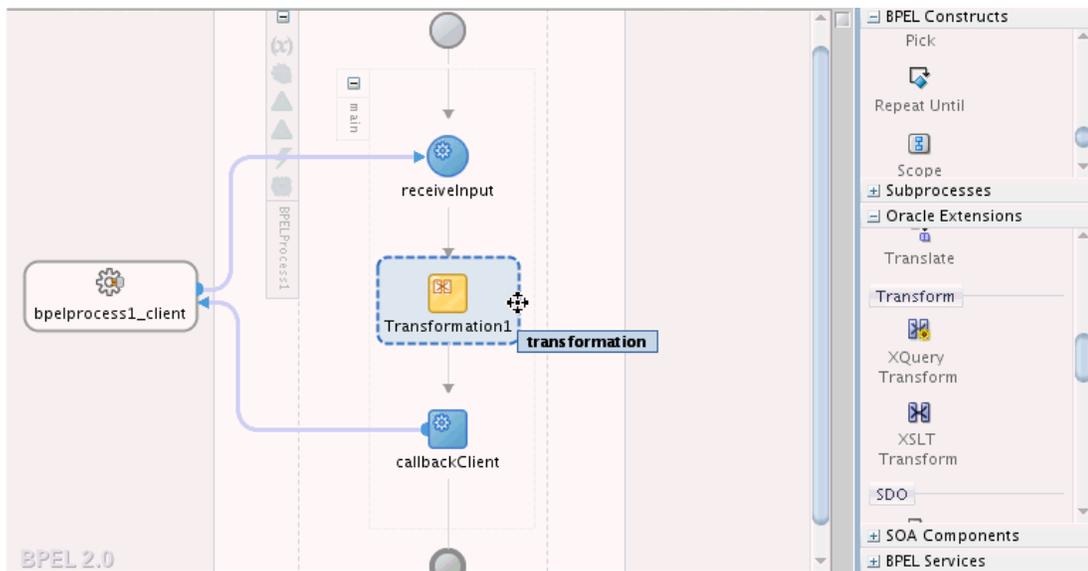 (x)
main
receiveInput
BPELProcess1
bpelprocess1_client
Transformation1
transformation
callbackClient
BPEL 2.0
BPEL Constructs
Pick
Repeat Until
Scope
Subprocesses
Oracle Extensions
Translate
Transform
XQuery
Transform
XSLT
Transform
SDO
SOA Components
BPEL Services